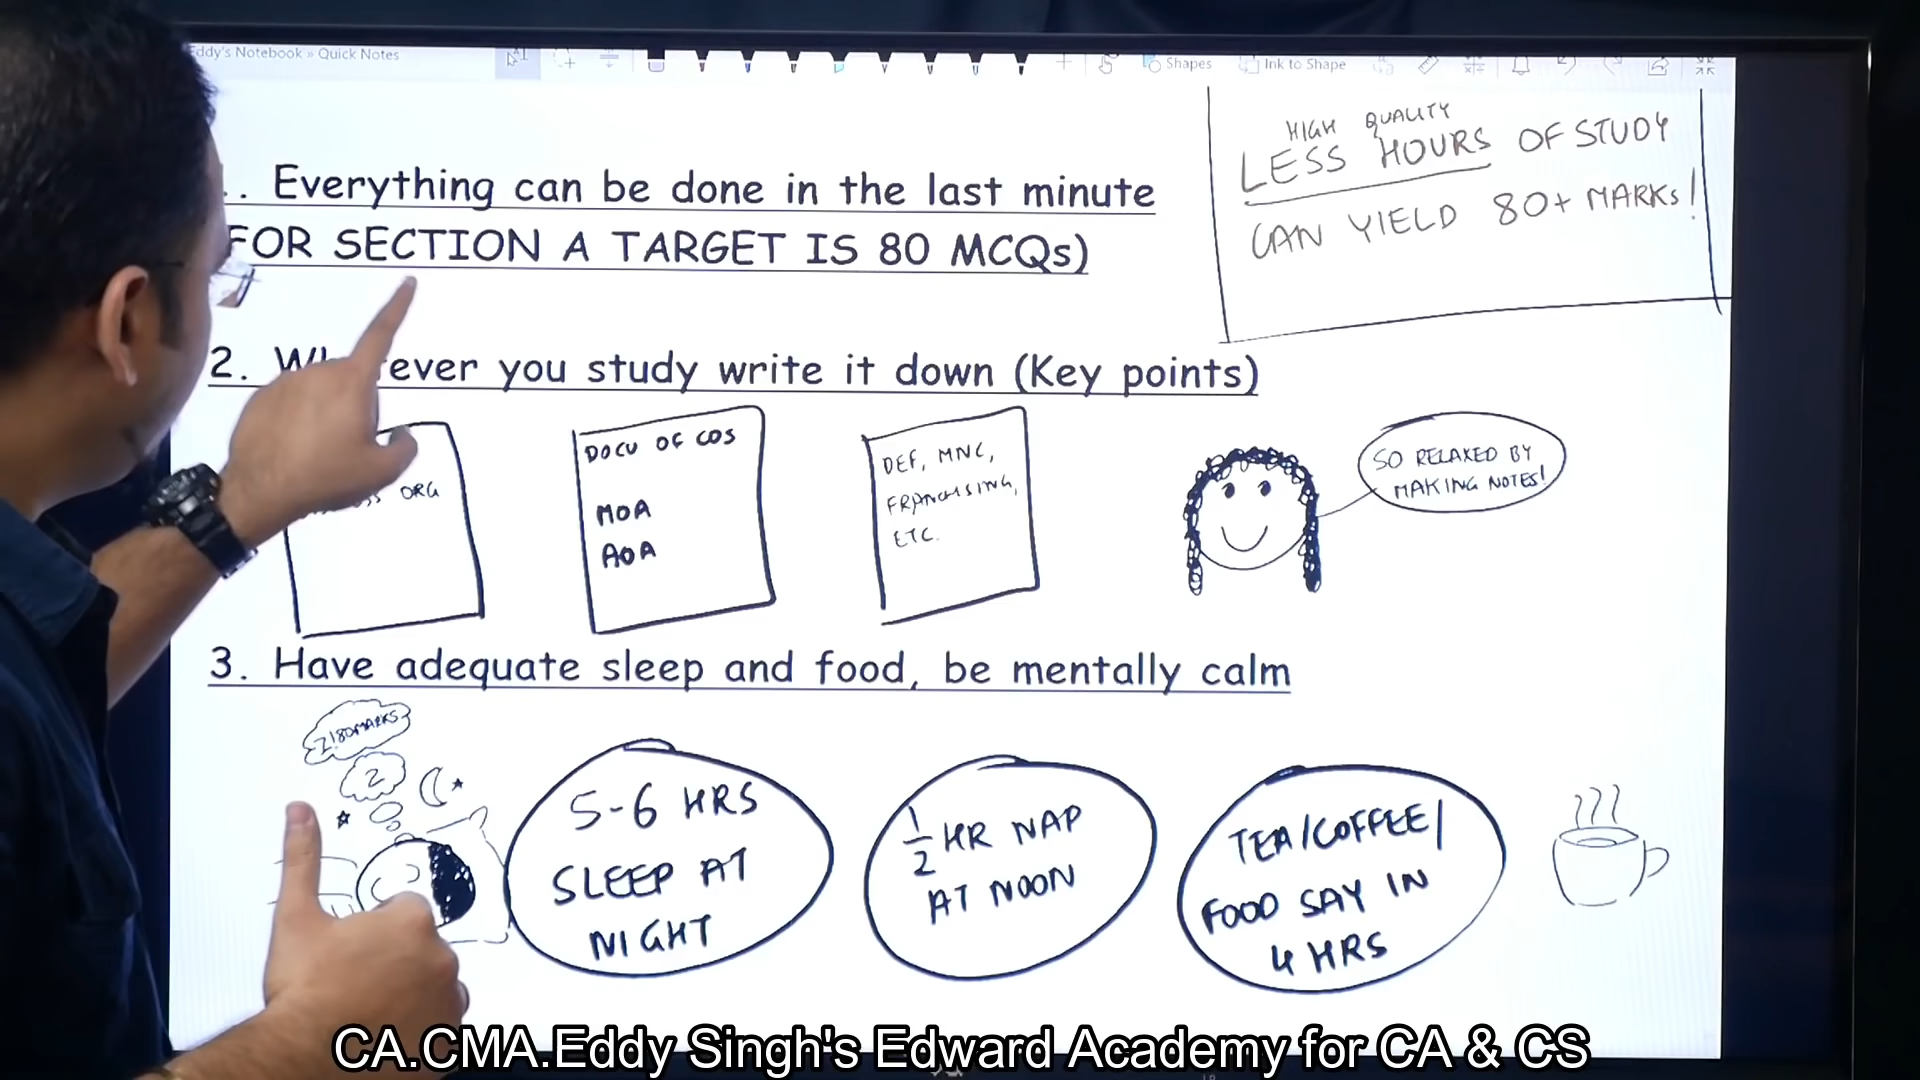 ddy's Notebook » Quick Notes
Shapes
Ink to Shape
HIGH QUALITY
LESS HOURS OF STUDY
CAN YIELD 80+ MARKS!
. Everything can be done in the last minute
FOR SECTION A TARGET IS 80 MCQs)
2. ever you study write it down (Key points)
ORG
DOCU OF COS
MOA
AOA
DEF, MNC,
FRANCHISING,
ETC.
SO RELAXED BY
MAKING NOTES!
3. Have adequate sleep and food, be mentally calm
180 MARKS
5-6 HRS
SLEEP AT
NIGHT
1/2 HR NAP
AT NOON
TEA/COFFEE/
FOOD SAY IN
4 HRS
CA.CMA.Eddy Singh's Edward Academy for CA & CS